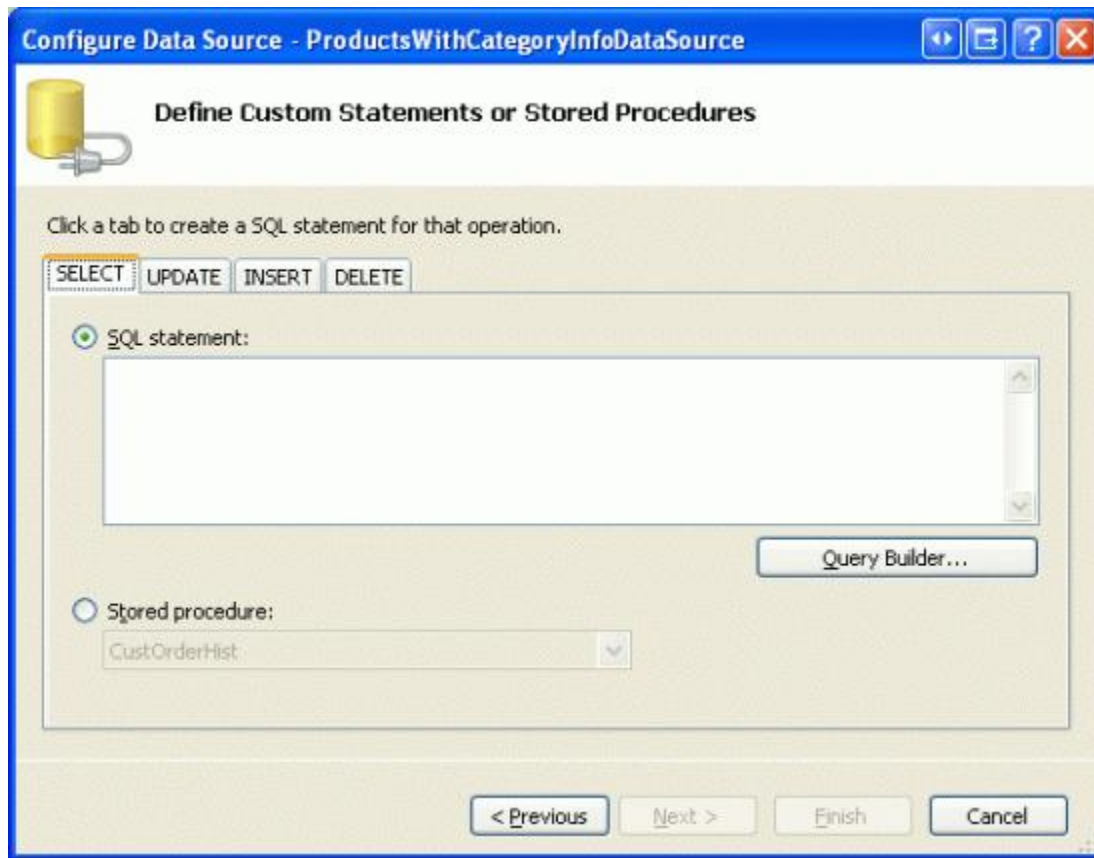 Configure Data Source - ProductsWithCategoryInfoDataSource
Define Custom Statements or Stored Procedures
Click a tab to create a SQL statement for that operation.
SELECT UPDATE INSERT DELETE
SQL statement:
Query Builder...
Stored procedure:
CustOrderHist
< Previous Next > Finish Cancel